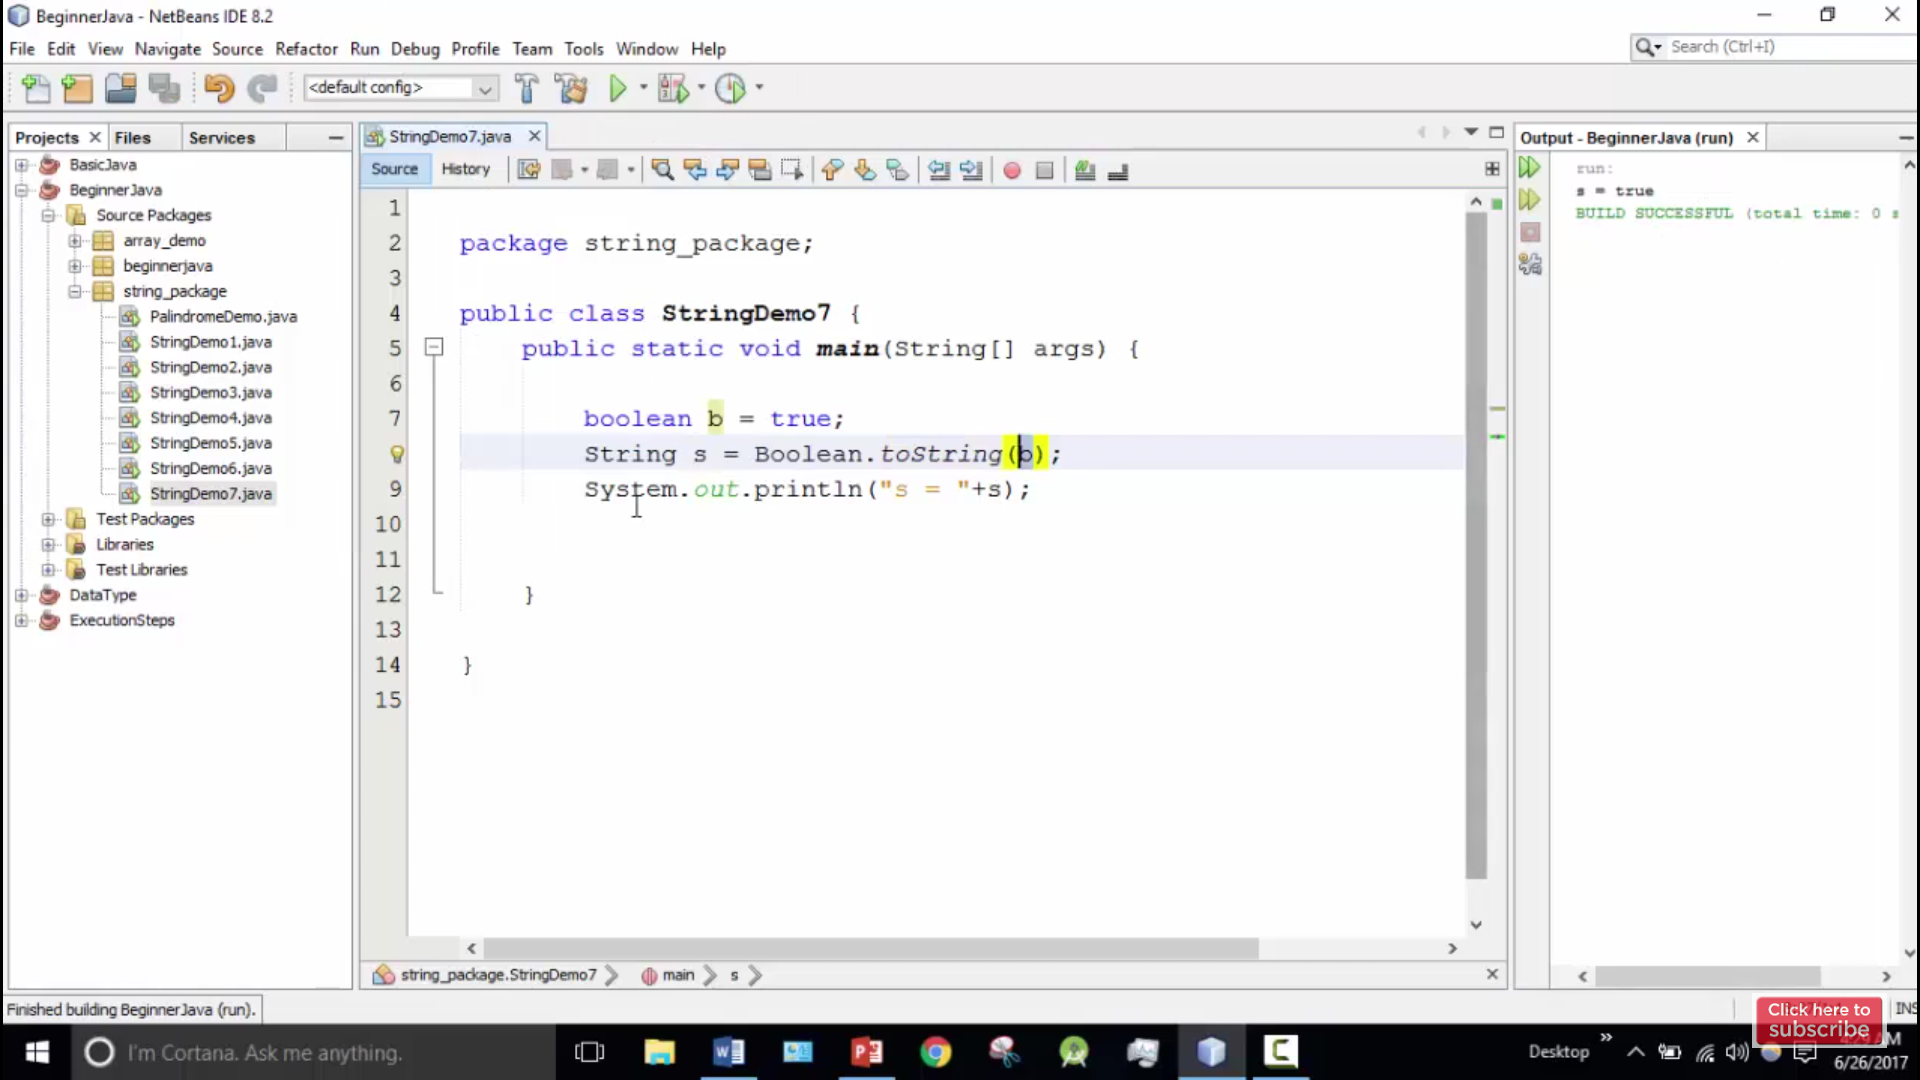 BeginnerJava - NetBeans IDE 8.2
File Edit View Navigate Source Refactor Run Debug Profile Team Tools Window Help
Search (Ctrl+I)
<default config>
Projects Files Services
StringDemo7.java
Output - BeginnerJava (run)
Source History
BasicJava
BeginnerJava
Source Packages
array_demo
beginnerjava
string_package
PalindromeDemo.java
StringDemo1.java
StringDemo2.java
StringDemo3.java
StringDemo4.java
StringDemo5.java
StringDemo6.java
StringDemo7.java
Test Packages
Libraries
Test Libraries
DataType
ExecutionSteps
1
2 package string_package;
3
4 public class StringDemo7 {
5 public static void main(String[] args) {
6
7 boolean b = true;
String s = Boolean.toString(b);
9 System.out.println("s = "+s);
10
11
12 }
13
14 }
15
run:
s = true
BUILD SUCCESSFUL (total time: 0 s
string_package.StringDemo7 main s
Finished building BeginnerJava (run).
INS
Click here to
subscribe
I'm Cortana. Ask me anything.
Desktop
4:29 AM
6/26/2017